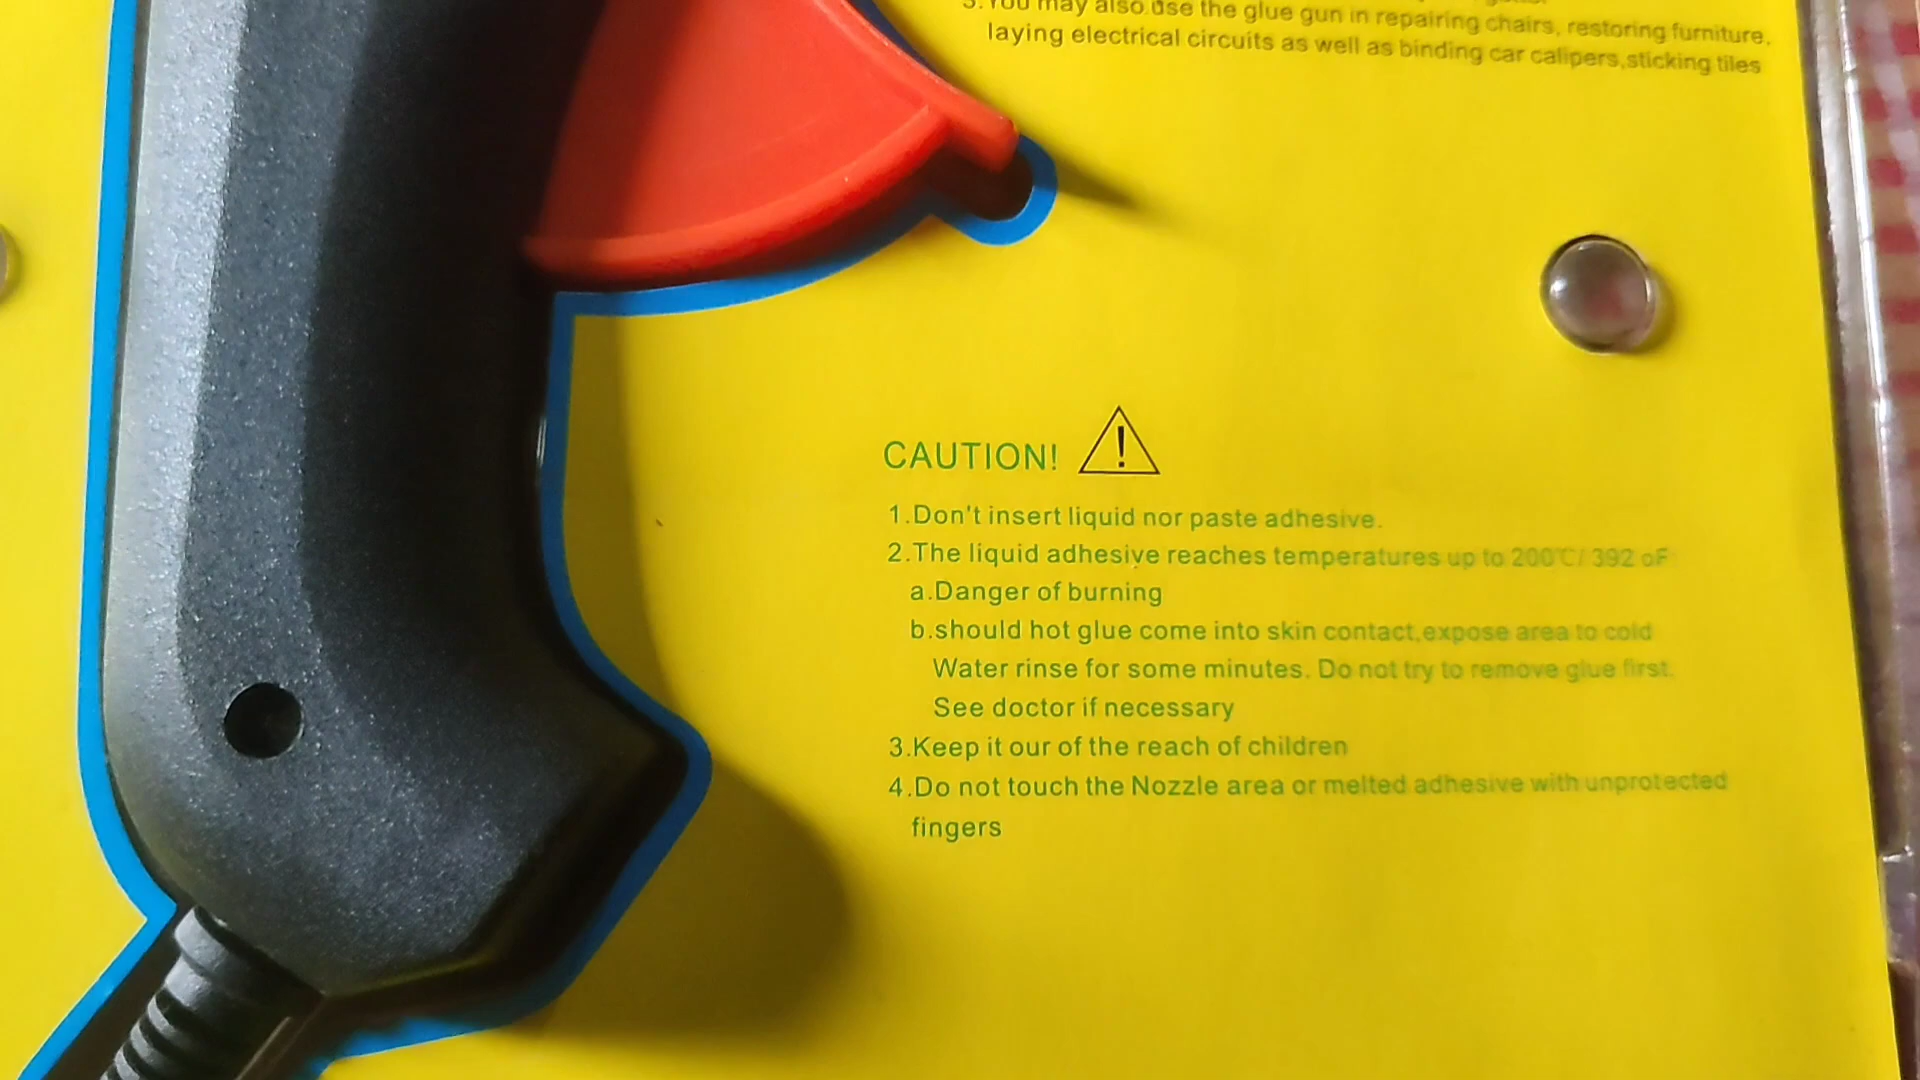 3.You may also use the glue gun in repairing chairs, restoring furniture,
laying electrical circuits as well as binding car calipers,sticking tiles
CAUTION!
1.Don't insert liquid nor paste adhesive.
2.The liquid adhesive reaches temperatures up to 200℃/ 392 oF
a.Danger of burning
b.should hot glue come into skin contact,expose area to cold
Water rinse for some minutes. Do not try to remove glue first.
See doctor if necessary
3.Keep it our of the reach of children
4.Do not touch the Nozzle area or melted adhesive with unprotected
fingers